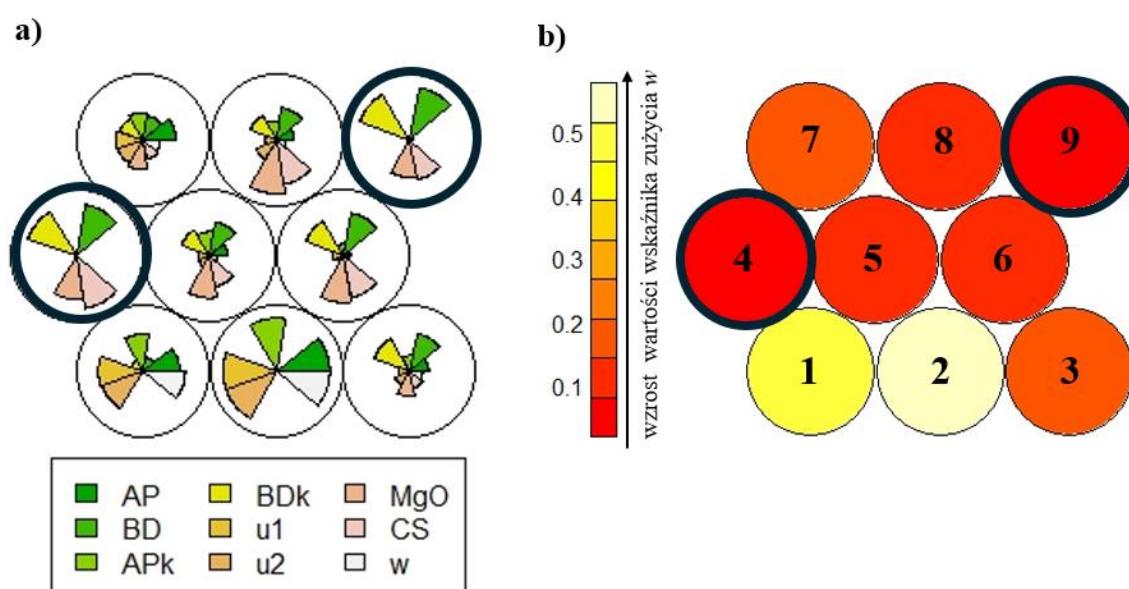 a)
b)
0.5
0.4
0.3
0.2
0.1
wzrost wartości wskaźnika zużycia w
7 8 9
4 5 6
1 2 3
AP BDk MgO
BD u1 CS
APk u2 w